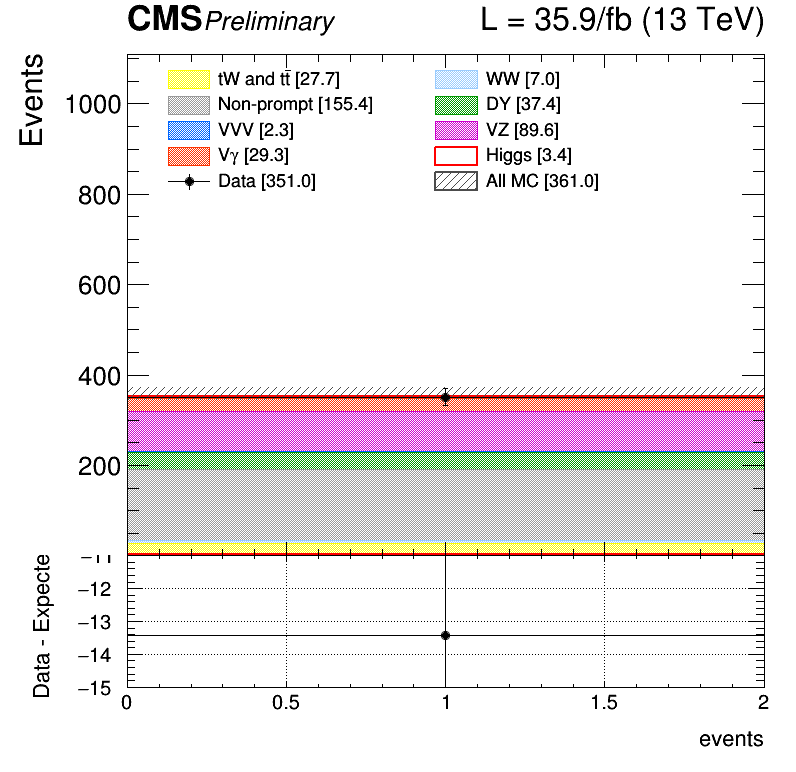 CMS Preliminary L = 35.9/fb (13 TeV)
Events
1000
800
600
400
200
tW and tt̄ [27.7] WW [7.0]
Non-prompt [155.4] DY [37.4]
VVV [2.3] VZ [89.6]
Vγ [29.3] Higgs [3.4]
Data [351.0] All MC [361.0]
Data - Expecte
−11
−12
−13
−14
−15
0 0.5 1 1.5 2
events